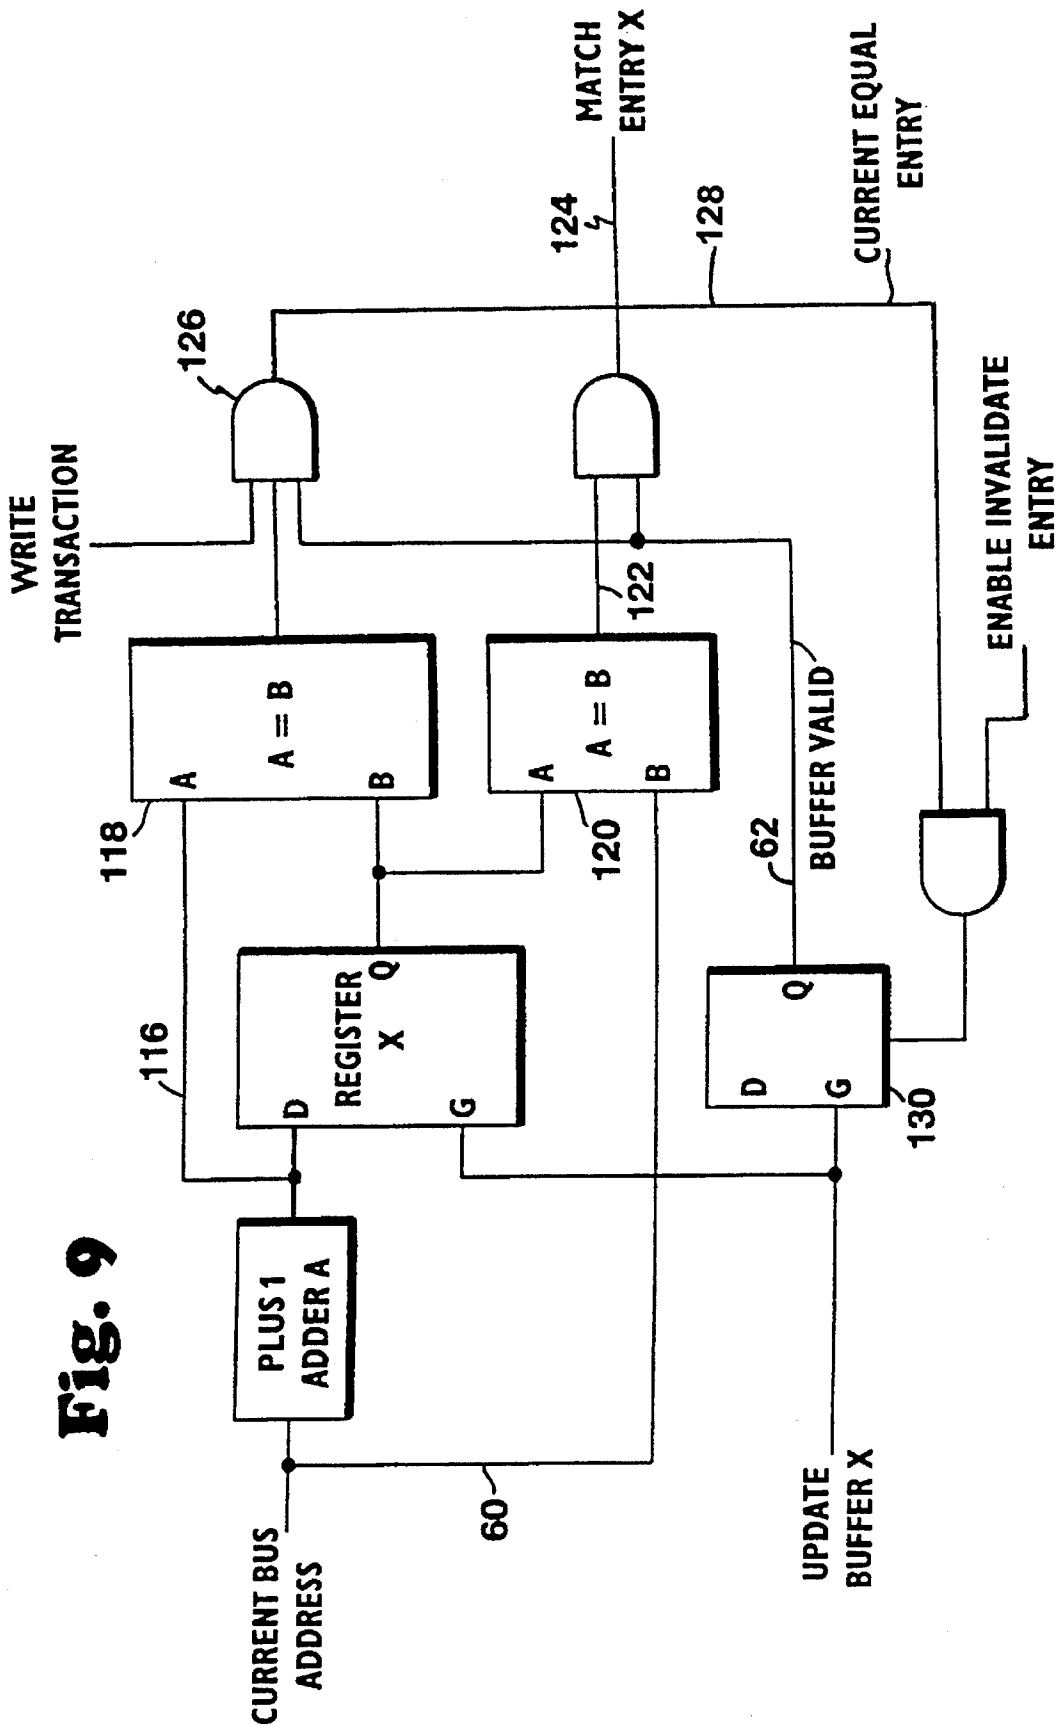 Fig. 9
WRITE
TRANSACTION
126
124
MATCH
ENTRY X
128
CURRENT EQUAL
ENTRY
118
A
A = B
B
116
PLUS 1
ADDER A
D
REGISTER
X
Q
G
A
A = B
B
120
122
CURRENT BUS
ADDRESS
60
62
BUFFER VALID
D
Q
G
130
ENABLE INVALIDATE
ENTRY
UPDATE
BUFFER X